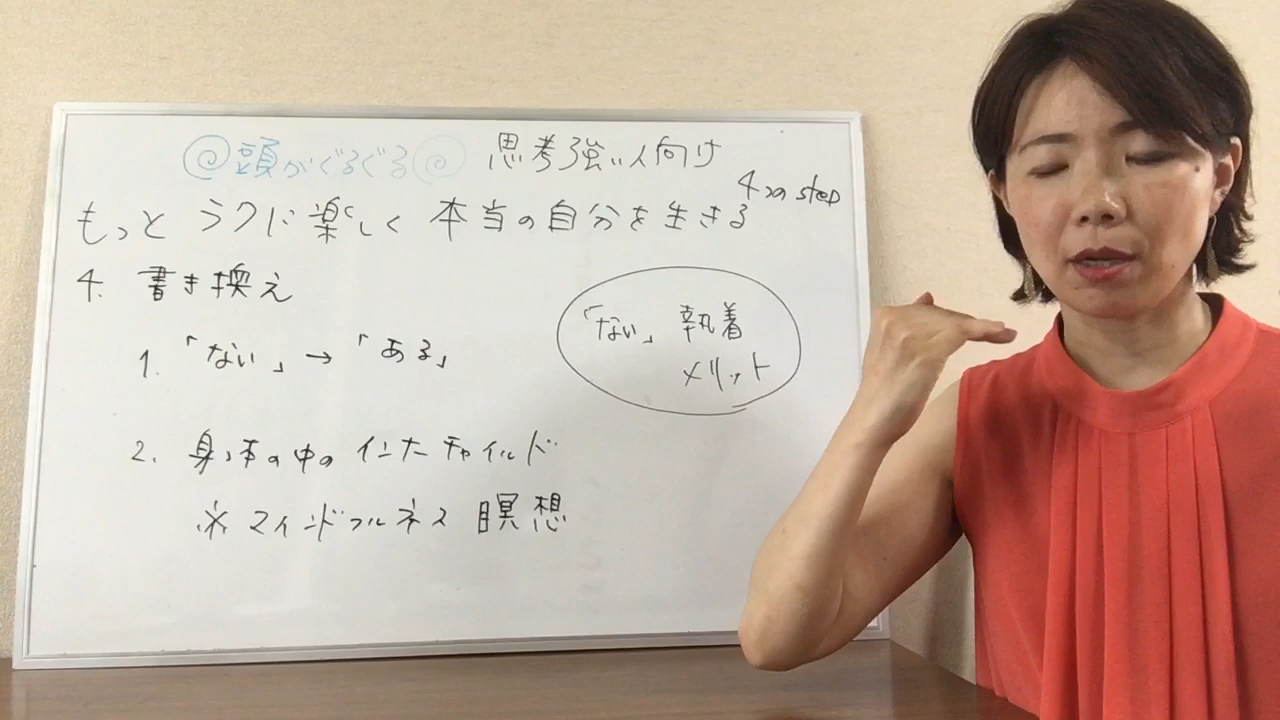 頭がぐるぐる 思考強い人向け
4つのstep
もっと ラクに楽しく 本当の自分を生きる
4. 書き換え
1. 「ない」→「ある」
「ない」執着
メリット
2. 身体の中のインナーチャイルド
※マインドフルネス 瞑想